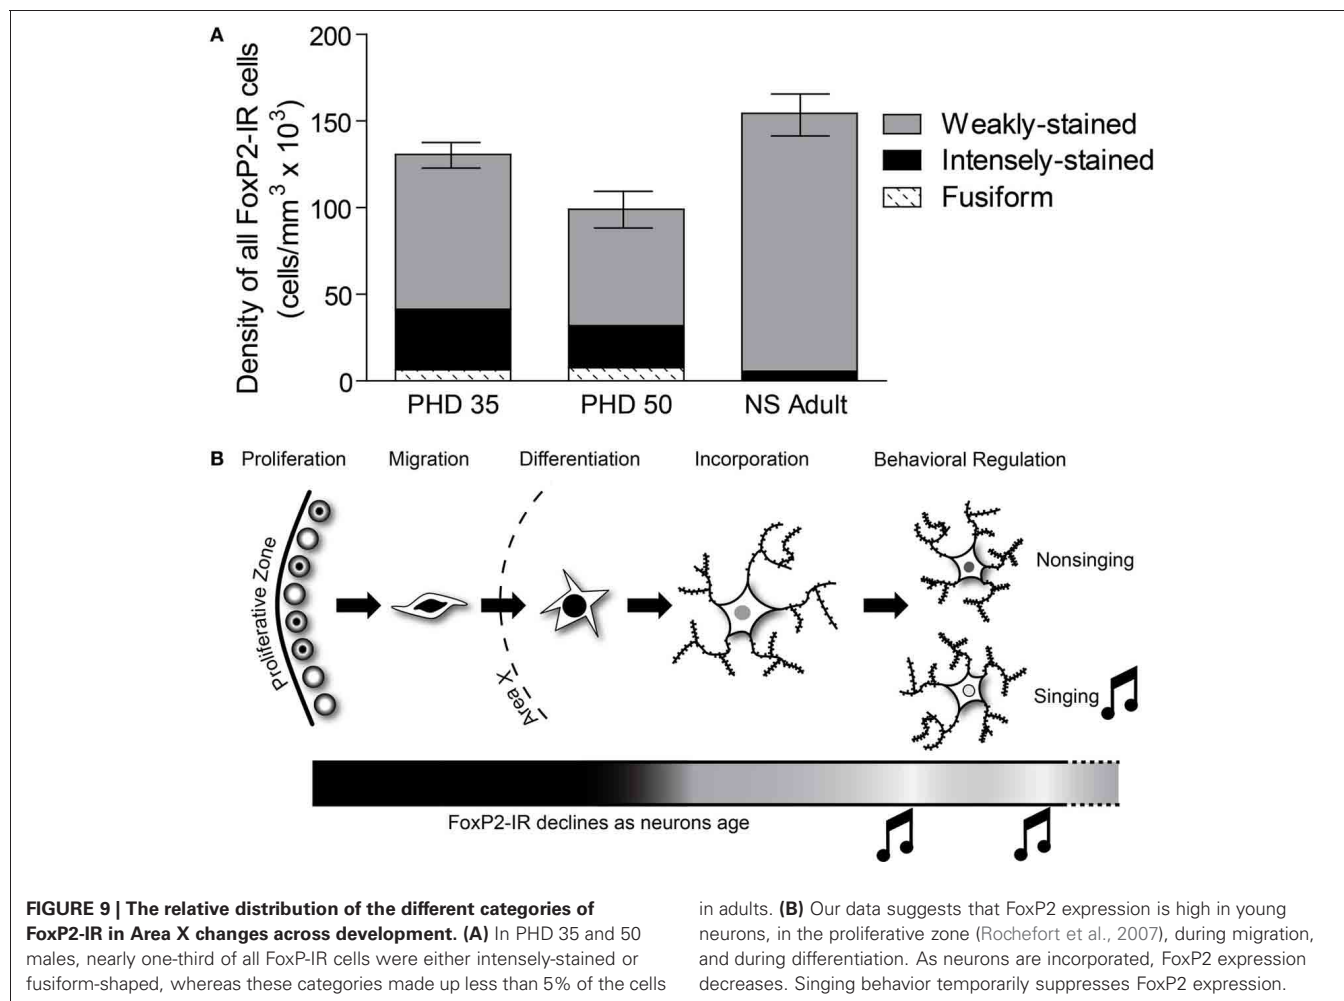 A
Density of all FoxP2-IR cells
(cells/mm³ x 10³)
200
150
100
50
0
PHD 35
PHD 50
NS Adult
Weakly-stained
Intensely-stained
Fusiform
B
Proliferation
Migration
Differentiation
Incorporation
Behavioral Regulation
Proliferative Zone
Area X
Nonsinging
Singing
FoxP2-IR declines as neurons age
FIGURE 9 | The relative distribution of the different categories of
FoxP2-IR in Area X changes across development. (A) In PHD 35 and 50
males, nearly one-third of all FoxP-IR cells were either intensely-stained or
fusiform-shaped, whereas these categories made up less than 5% of the cells
in adults. (B) Our data suggests that FoxP2 expression is high in young
neurons, in the proliferative zone (Rochefort et al., 2007), during migration,
and during differentiation. As neurons are incorporated, FoxP2 expression
decreases. Singing behavior temporarily suppresses FoxP2 expression.